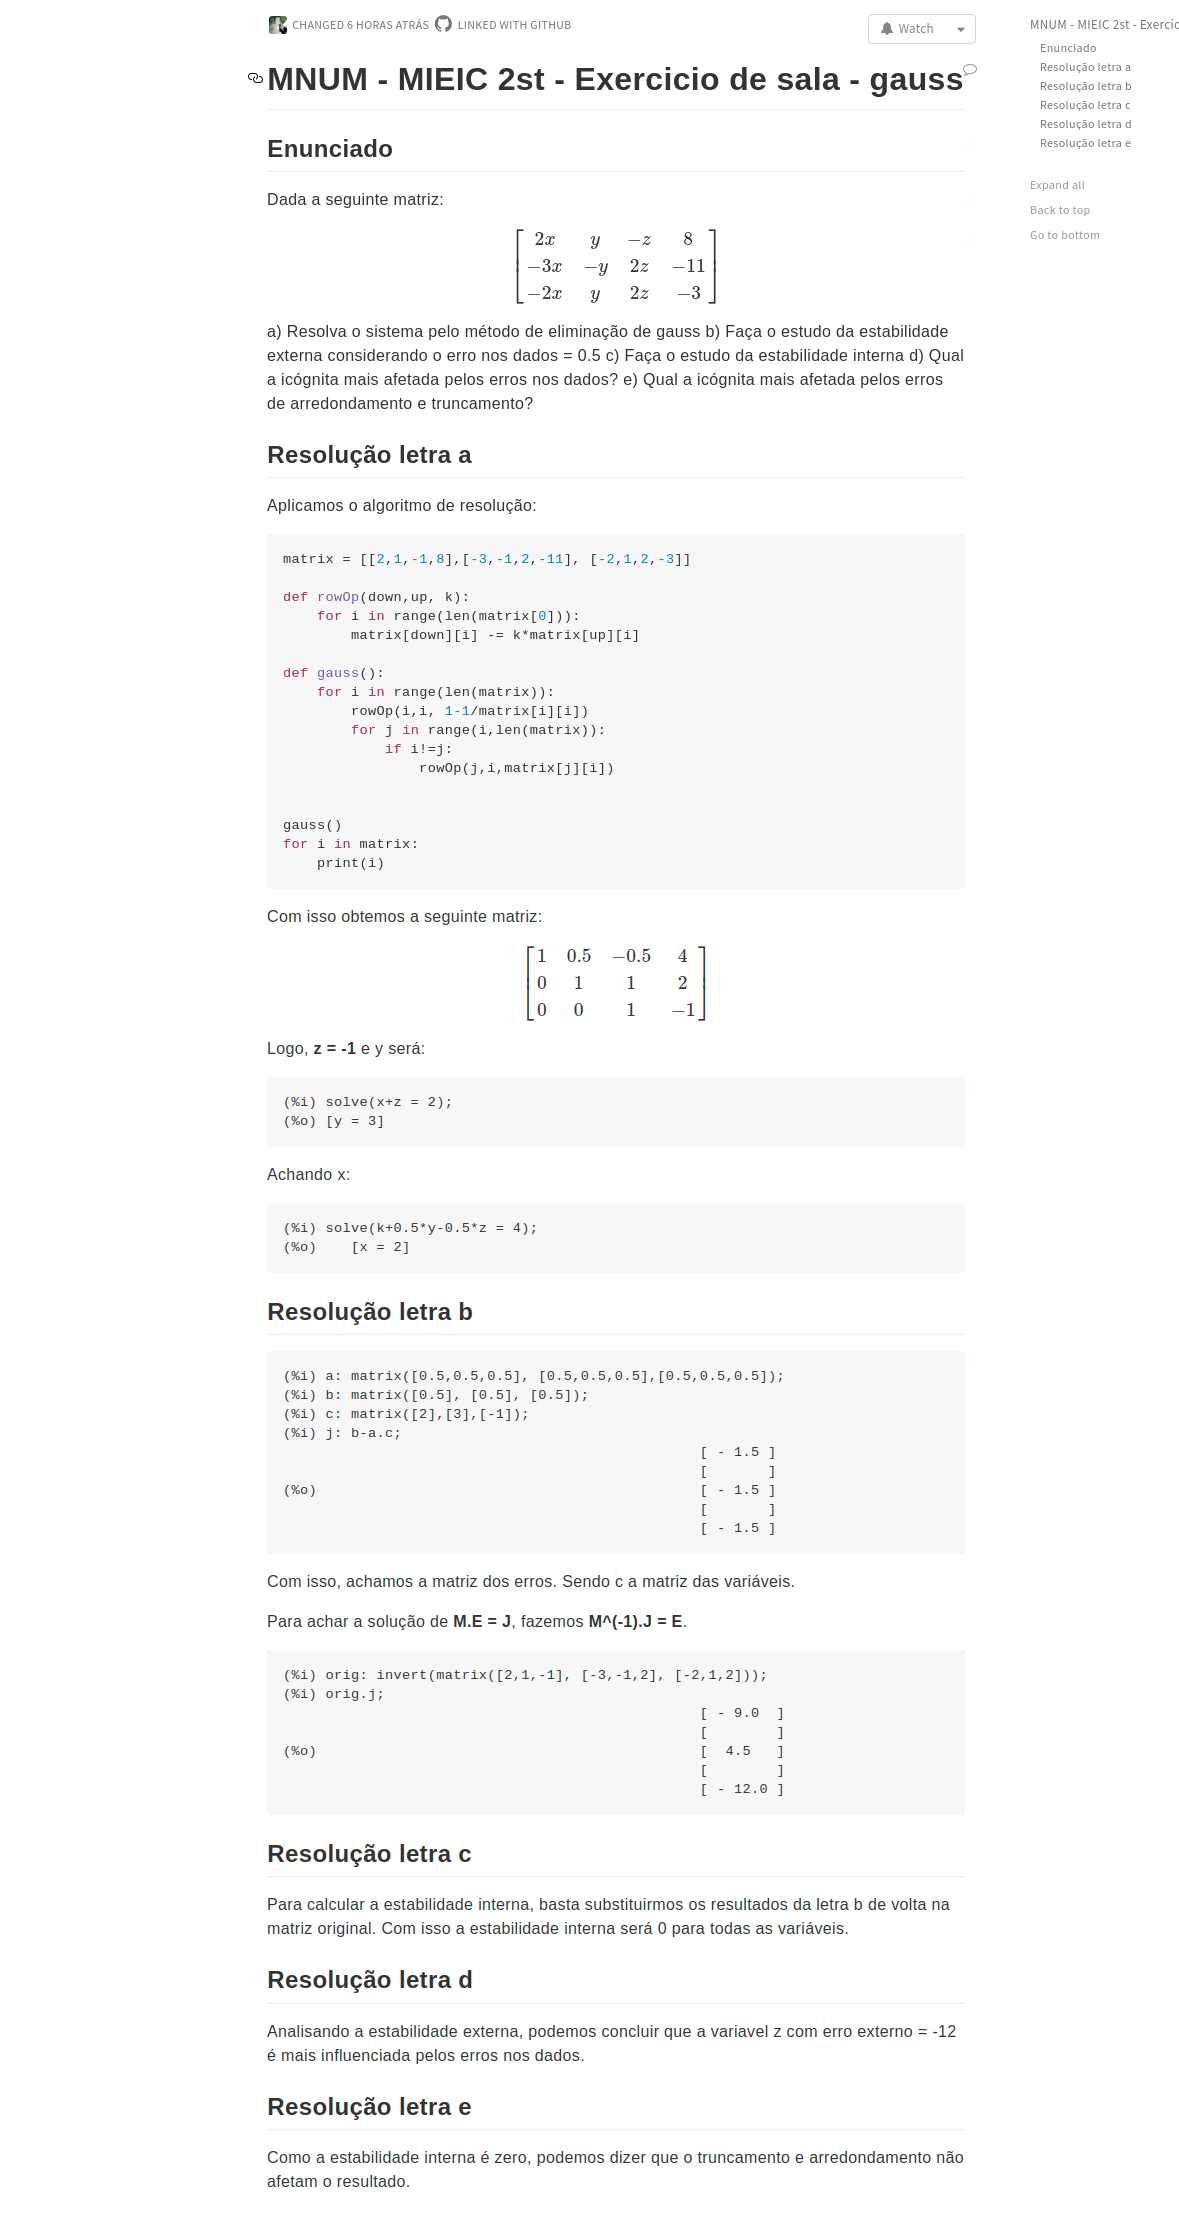 CHANGED 6 HORAS ATRÁS LINKED WITH GITHUB
Watch
MNUM - MIEIC 2st - Exercicio de sala - gauss
Enunciado
Dada a seguinte matriz:
2x y −z 8
−3x −y 2z −11
−2x y 2z −3
a) Resolva o sistema pelo método de eliminação de gauss b) Faça o estudo da estabilidade
externa considerando o erro nos dados = 0.5 c) Faça o estudo da estabilidade interna d) Qual
a icógnita mais afetada pelos erros nos dados? e) Qual a icógnita mais afetada pelos erros
de arredondamento e truncamento?
Resolução letra a
Aplicamos o algoritmo de resolução:
matrix = [[2,1,-1,8],[-3,-1,2,-11], [-2,1,2,-3]]
def rowOp(down,up, k):
    for i in range(len(matrix[0])):
        matrix[down][i] -= k*matrix[up][i]
def gauss():
    for i in range(len(matrix)):
        rowOp(i,i, 1-1/matrix[i][i])
        for j in range(i,len(matrix)):
            if i!=j:
                rowOp(j,i,matrix[j][i])
gauss()
for i in matrix:
    print(i)
Com isso obtemos a seguinte matriz:
1 0.5 −0.5 4
0 1 1 2
0 0 1 −1
Logo, z = -1 e y será:
(%i) solve(x+z = 2);
(%o) [y = 3]
Achando x:
(%i) solve(k+0.5*y-0.5*z = 4);
(%o)    [x = 2]
Resolução letra b
(%i) a: matrix([0.5,0.5,0.5], [0.5,0.5,0.5],[0.5,0.5,0.5]);
(%i) b: matrix([0.5], [0.5], [0.5]);
(%i) c: matrix([2],[3],[-1]);
(%i) j: b-a.c;
[ - 1.5 ]
[       ]
(%o) [ - 1.5 ]
[       ]
[ - 1.5 ]
Com isso, achamos a matriz dos erros. Sendo c a matriz das variáveis.
Para achar a solução de M.E = J, fazemos M^(-1).J = E.
(%i) orig: invert(matrix([2,1,-1], [-3,-1,2], [-2,1,2]));
(%i) orig.j;
[ - 9.0  ]
[        ]
(%o) [  4.5   ]
[        ]
[ - 12.0 ]
Resolução letra c
Para calcular a estabilidade interna, basta substituirmos os resultados da letra b de volta na
matriz original. Com isso a estabilidade interna será 0 para todas as variáveis.
Resolução letra d
Analisando a estabilidade externa, podemos concluir que a variavel z com erro externo = -12
é mais influenciada pelos erros nos dados.
Resolução letra e
Como a estabilidade interna é zero, podemos dizer que o truncamento e arredondamento não
afetam o resultado.
MNUM - MIEIC 2st - Exercic
Enunciado
Resolução letra a
Resolução letra b
Resolução letra c
Resolução letra d
Resolução letra e
Expand all
Back to top
Go to bottom